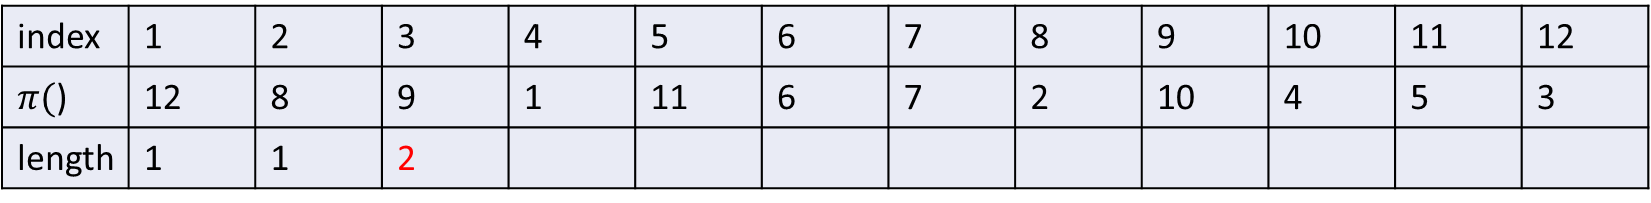 index 1 2 3 4 5 6 7 8 9 10 11 12
π() 12 8 9 1 11 6 7 2 10 4 5 3
length 1 1 2